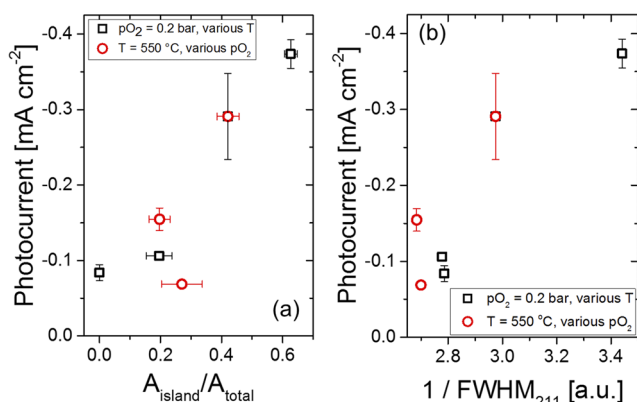 (a)
pO₂ = 0.2 bar, various T
T = 550 °C, various pO₂
Photocurrent [mA cm⁻²]
-0.4
-0.3
-0.2
-0.1
0.0
0.0 0.2 0.4 0.6
A_island/A_total
(b)
Photocurrent [mA cm⁻²]
-0.4
-0.3
-0.2
-0.1
0.0
pO₂ = 0.2 bar, various T
T = 550 °C, various pO₂
2.8 3.0 3.2 3.4
1 / FWHM₂₁₁ [a.u.]